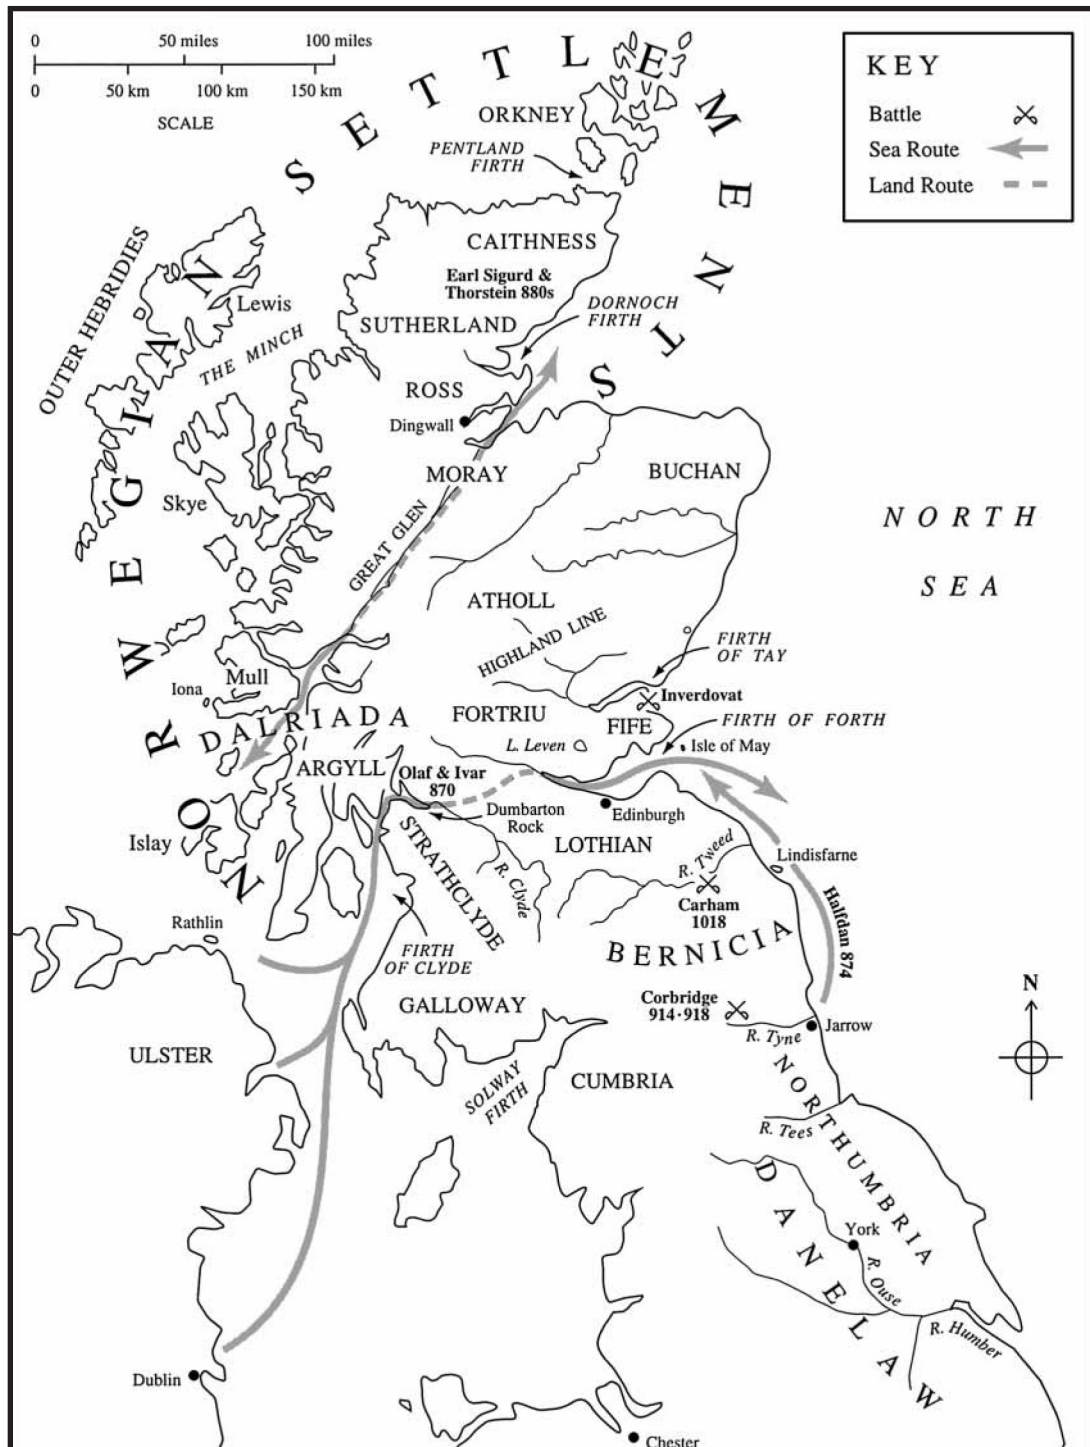 0 50 miles 100 miles
0 50 km 100 km 150 km
SCALE
KEY
Battle
Sea Route
Land Route
NORWEGIAN SETTLEMENTS
ORKNEY
PENTLAND
FIRTH
CAITHNESS
Earl Sigurd &
Thorstein 880s
DORNOCH
FIRTH
SUTHERLAND
OUTER HEBRIDIES
Lewis
THE MINCH
ROSS
Dingwall
MORAY
BUCHAN
Skye
GREAT GLEN
NORTH
SEA
ATHOLL
HIGHLAND LINE
FIRTH
OF TAY
Mull
Iona
Inverdovat
DALRIADA
FORTRIU
FIFE
FIRTH OF FORTH
L. Leven
Isle of May
ARGYLL
Olaf & Ivar
870
Dumbarton
Rock
Edinburgh
Islay
STRATHCLYDE
LOTHIAN
R. Clyde
R. Tweed
Lindisfarne
Carham
1018
Halfdan 874
Rathlin
FIRTH
OF CLYDE
BERNICIA
GALLOWAY
Corbridge
914·918
N
Jarrow
R. Tyne
ULSTER
SOLWAY
FIRTH
CUMBRIA
NORTHUMBRIA
R. Tees
DANELAW
York
R. Ouse
R. Humber
Dublin
Chester